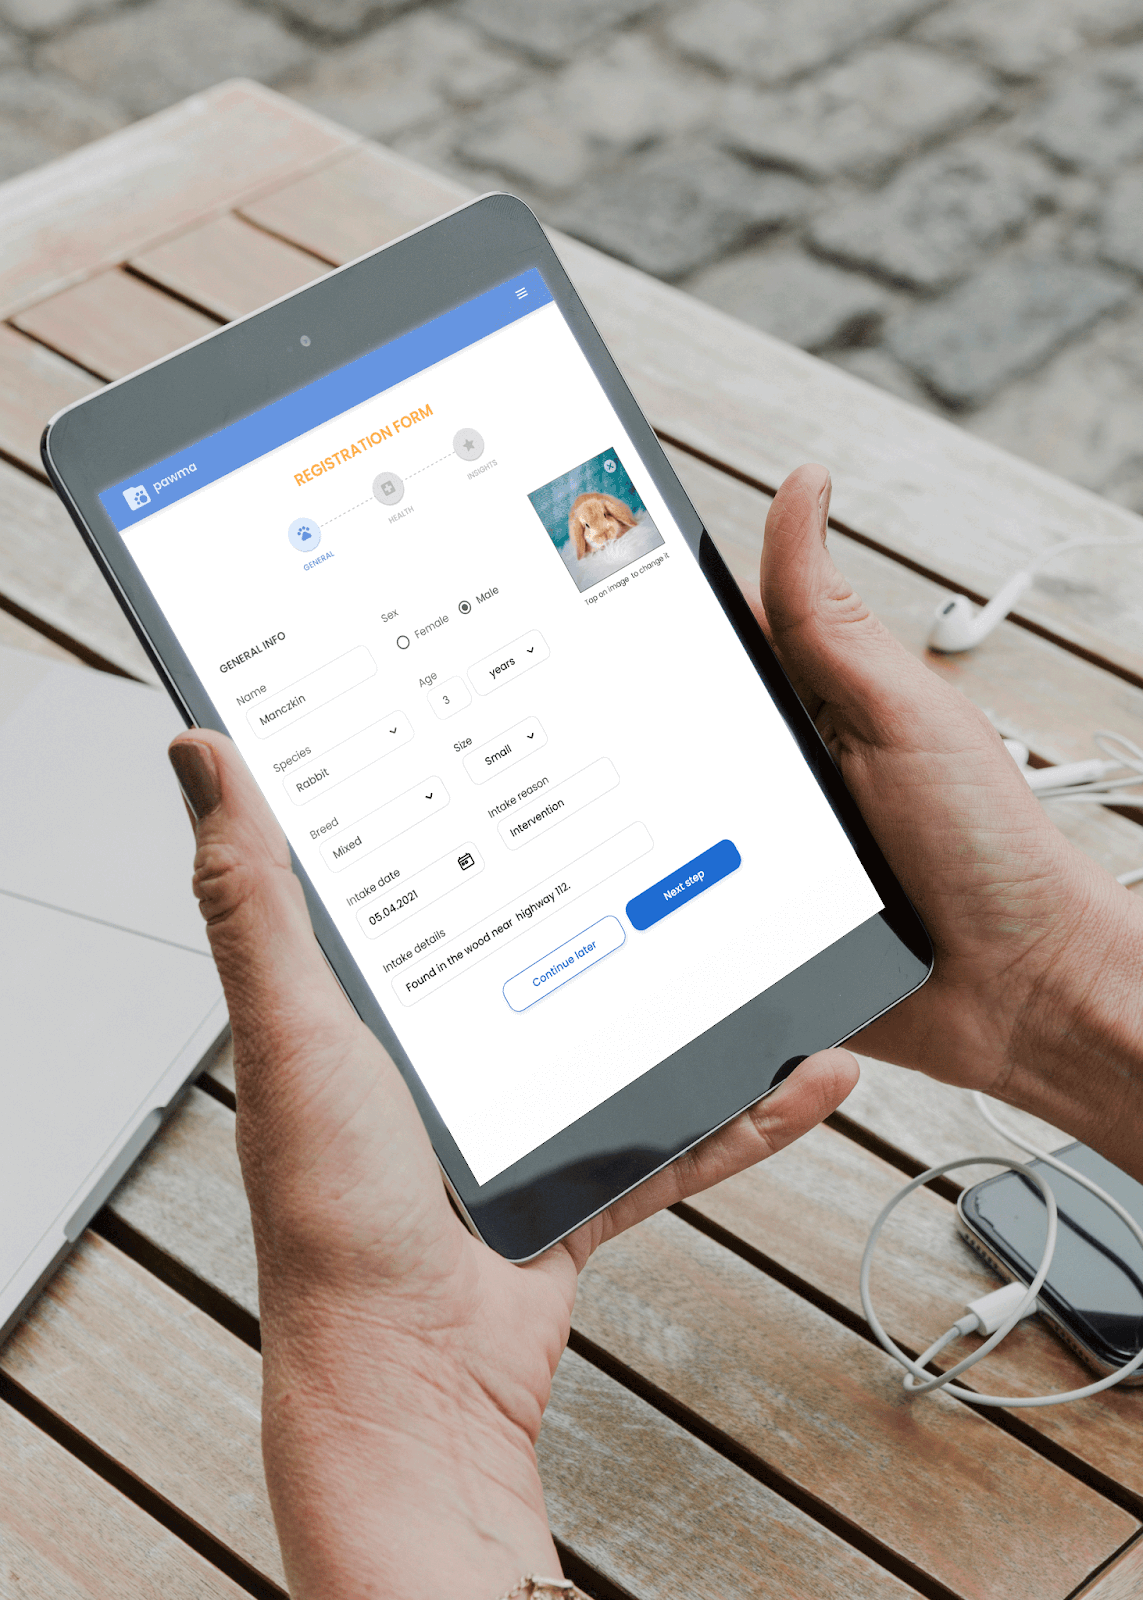 pawma
REGISTRATION FORM
GENERAL
HEALTH
INSIGHTS
Tap on image to change it
GENERAL INFO
Name
Manczkin
Sex
Female
Male
Species
Rabbit
Age
3
years
Breed
Mixed
Size
Small
Intake date
05.04.2021
Intake reason
Intervention
Intake details
Found in the wood near highway 112.
Continue later
Next step